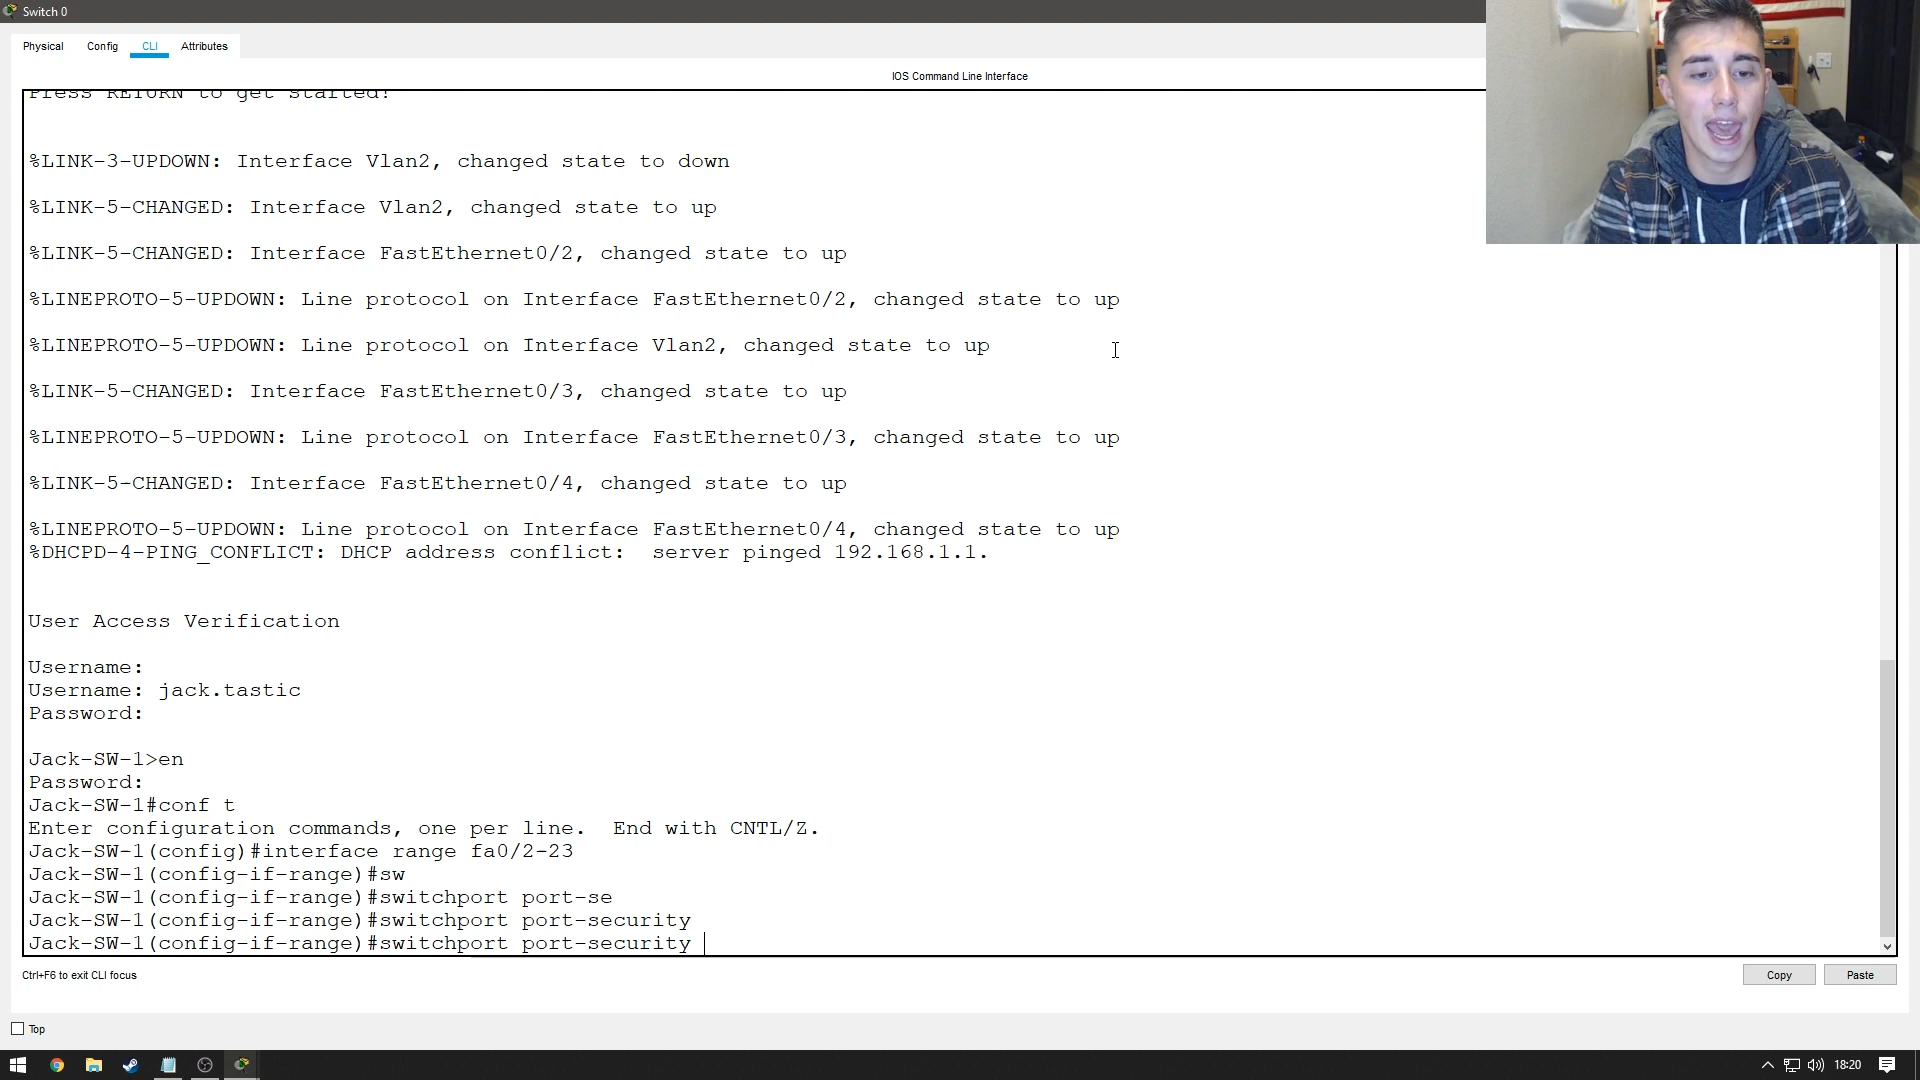 Switch 0
Physical Config CLI Attributes
IOS Command Line Interface
Press RETURN to get started!
%LINK-3-UPDOWN: Interface Vlan2, changed state to down
%LINK-5-CHANGED: Interface Vlan2, changed state to up
%LINK-5-CHANGED: Interface FastEthernet0/2, changed state to up
%LINEPROTO-5-UPDOWN: Line protocol on Interface FastEthernet0/2, changed state to up
%LINEPROTO-5-UPDOWN: Line protocol on Interface Vlan2, changed state to up
%LINK-5-CHANGED: Interface FastEthernet0/3, changed state to up
%LINEPROTO-5-UPDOWN: Line protocol on Interface FastEthernet0/3, changed state to up
%LINK-5-CHANGED: Interface FastEthernet0/4, changed state to up
%LINEPROTO-5-UPDOWN: Line protocol on Interface FastEthernet0/4, changed state to up
%DHCPD-4-PING_CONFLICT: DHCP address conflict:  server pinged 192.168.1.1.
User Access Verification
Username:
Username: jack.tastic
Password:
Jack-SW-1>en
Password:
Jack-SW-1#conf t
Enter configuration commands, one per line.  End with CNTL/Z.
Jack-SW-1(config)#interface range fa0/2-23
Jack-SW-1(config-if-range)#sw
Jack-SW-1(config-if-range)#switchport port-se
Jack-SW-1(config-if-range)#switchport port-security
Jack-SW-1(config-if-range)#switchport port-security
Ctrl+F6 to exit CLI focus
Copy Paste
Top
18:20